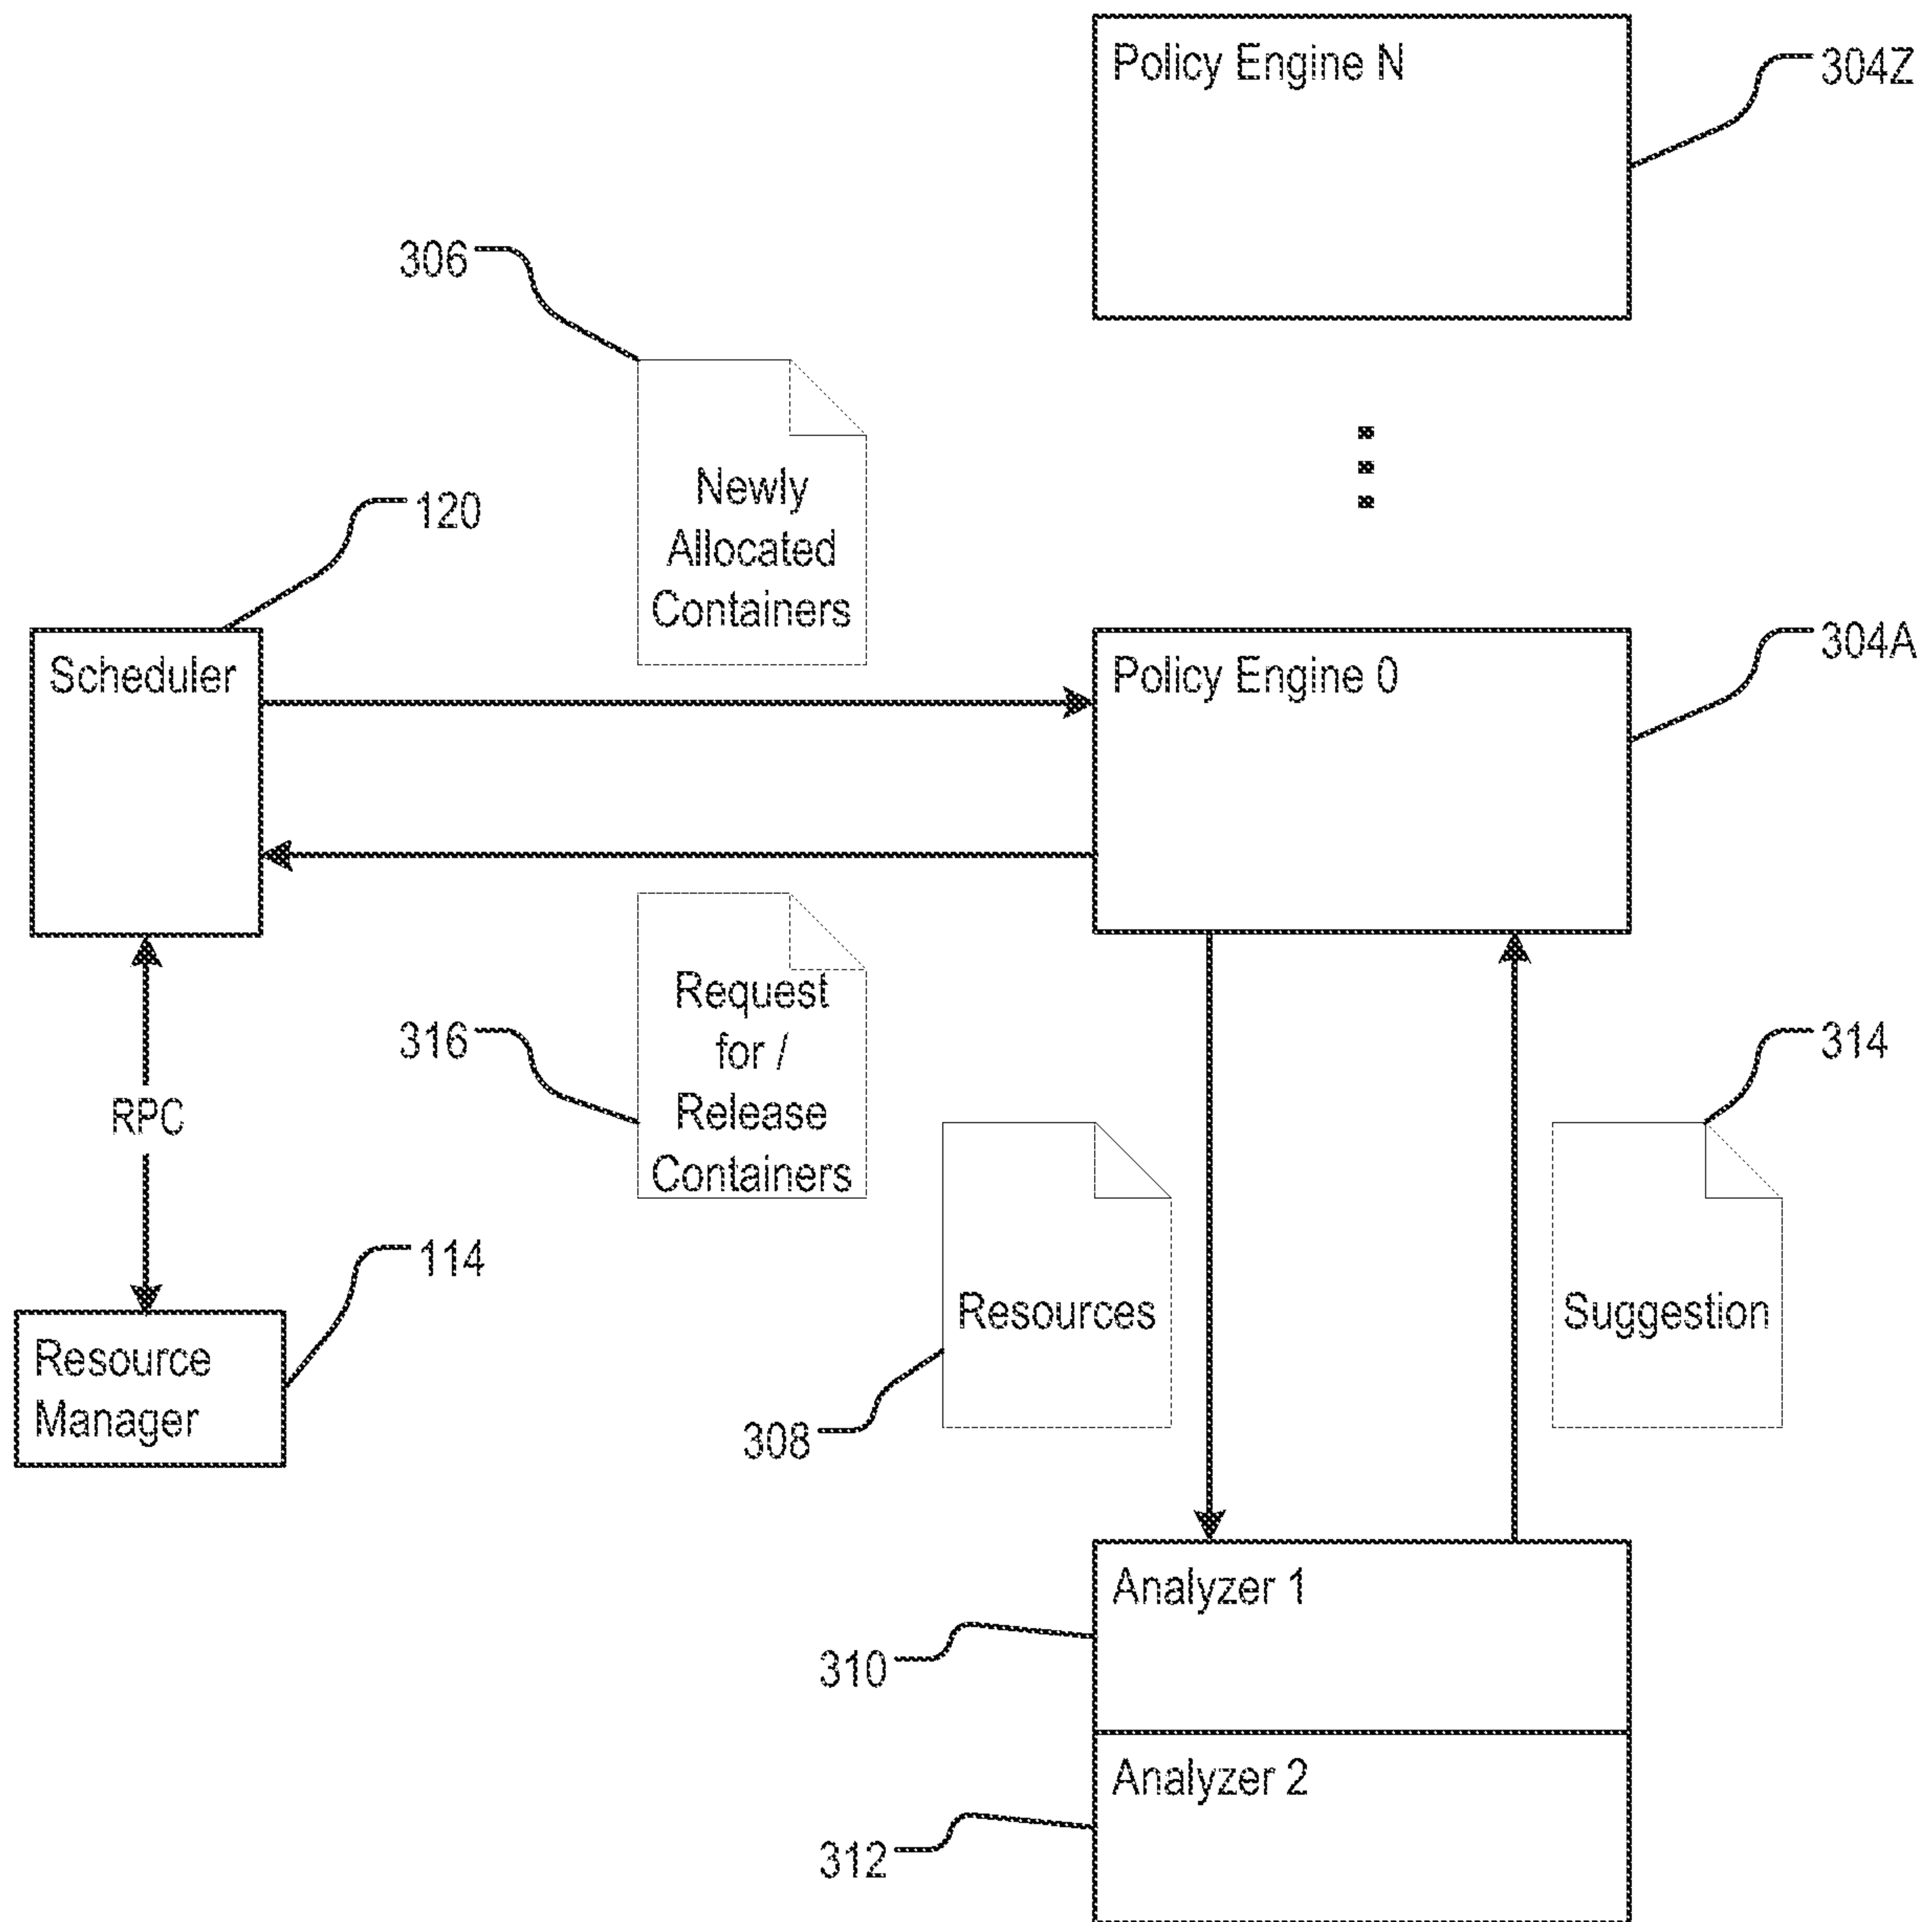 Policy Engine N
304Z
306
Newly
Allocated
Containers
120
Scheduler
Policy Engine 0
304A
Request
for /
Release
Containers
316
314
RPC
114
Resource
Manager
Resources
Suggestion
308
Analyzer 1
310
Analyzer 2
312